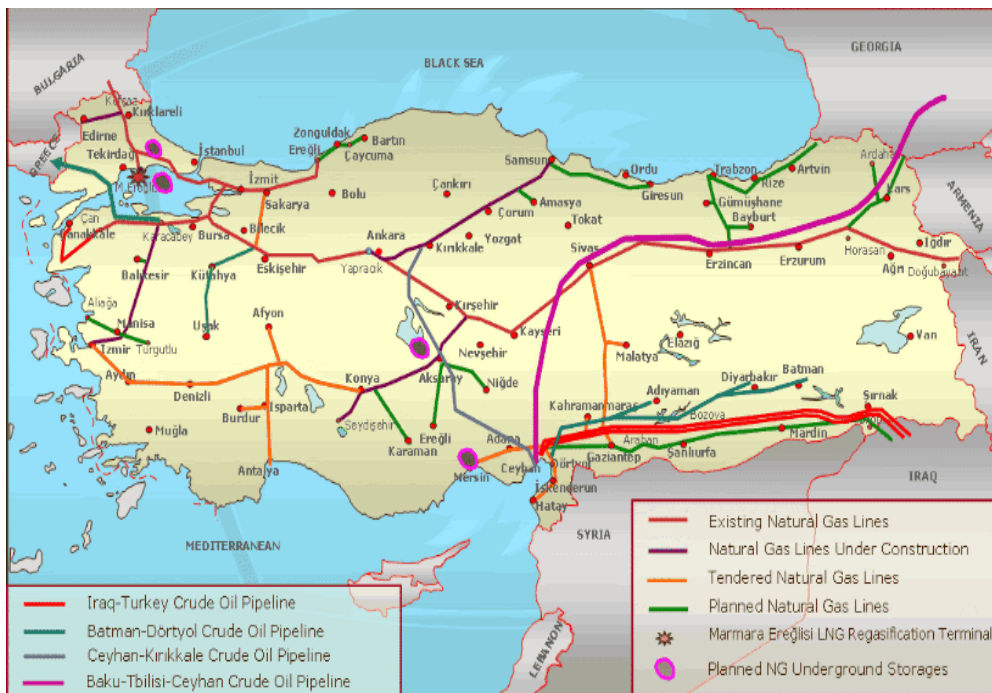 BULGARIA
BLACK SEA
GEORGIA
Kırklareli
Edirne
Tekirdağ
İstanbul
GREECE
Zonguldak
Bartın
Ereğli
Çaycuma
İzmit
Sakarya
Bolu
Çankırı
Samsun
Ordu
Giresun
Amasya
Trabzon
Rize
Artvin
Ardahan
Kars
ARMENIA
Gümüşhane
Bayburt
Çan
Çanakkale
Karacabey
Bursa
Bilecik
Ankara
Çorum
Tokat
Yozgat
Kırıkkale
Sivas
Erzincan
Erzurum
Horasan
Iğdır
Ağrı
Doğubayazıt
Balıkesir
Kütahya
Eskişehir
Aliağa
Manisa
Turgutlu
İzmir
Uşak
Afyon
Kırşehir
Nevşehir
Kayseri
Malatya
Elazığ
Van
IRAN
Aydın
Denizli
Burdur
Isparta
Konya
Seydişehir
Aksaray
Niğde
Ereğli
Karaman
Kahramanmaraş
Adıyaman
Bozova
Diyarbakır
Batman
Şırnak
Muğla
Antalya
Mersin
Adana
Ceyhan
Dörtyol
Gaziantep
Araban
Şanlıurfa
Mardin
İskenderun
Hatay
IRAQ
MEDITERRANEAN
SYRIA
LEBANON
Existing Natural Gas Lines
Natural Gas Lines Under Construction
Tendered Natural Gas Lines
Planned Natural Gas Lines
Marmara Ereğlisi LNG Regasification Terminal
Planned NG Underground Storages
Iraq-Turkey Crude Oil Pipeline
Batman-Dörtyol Crude Oil Pipeline
Ceyhan-Kırıkkale Crude Oil Pipeline
Baku-Tbilisi-Ceyhan Crude Oil Pipeline